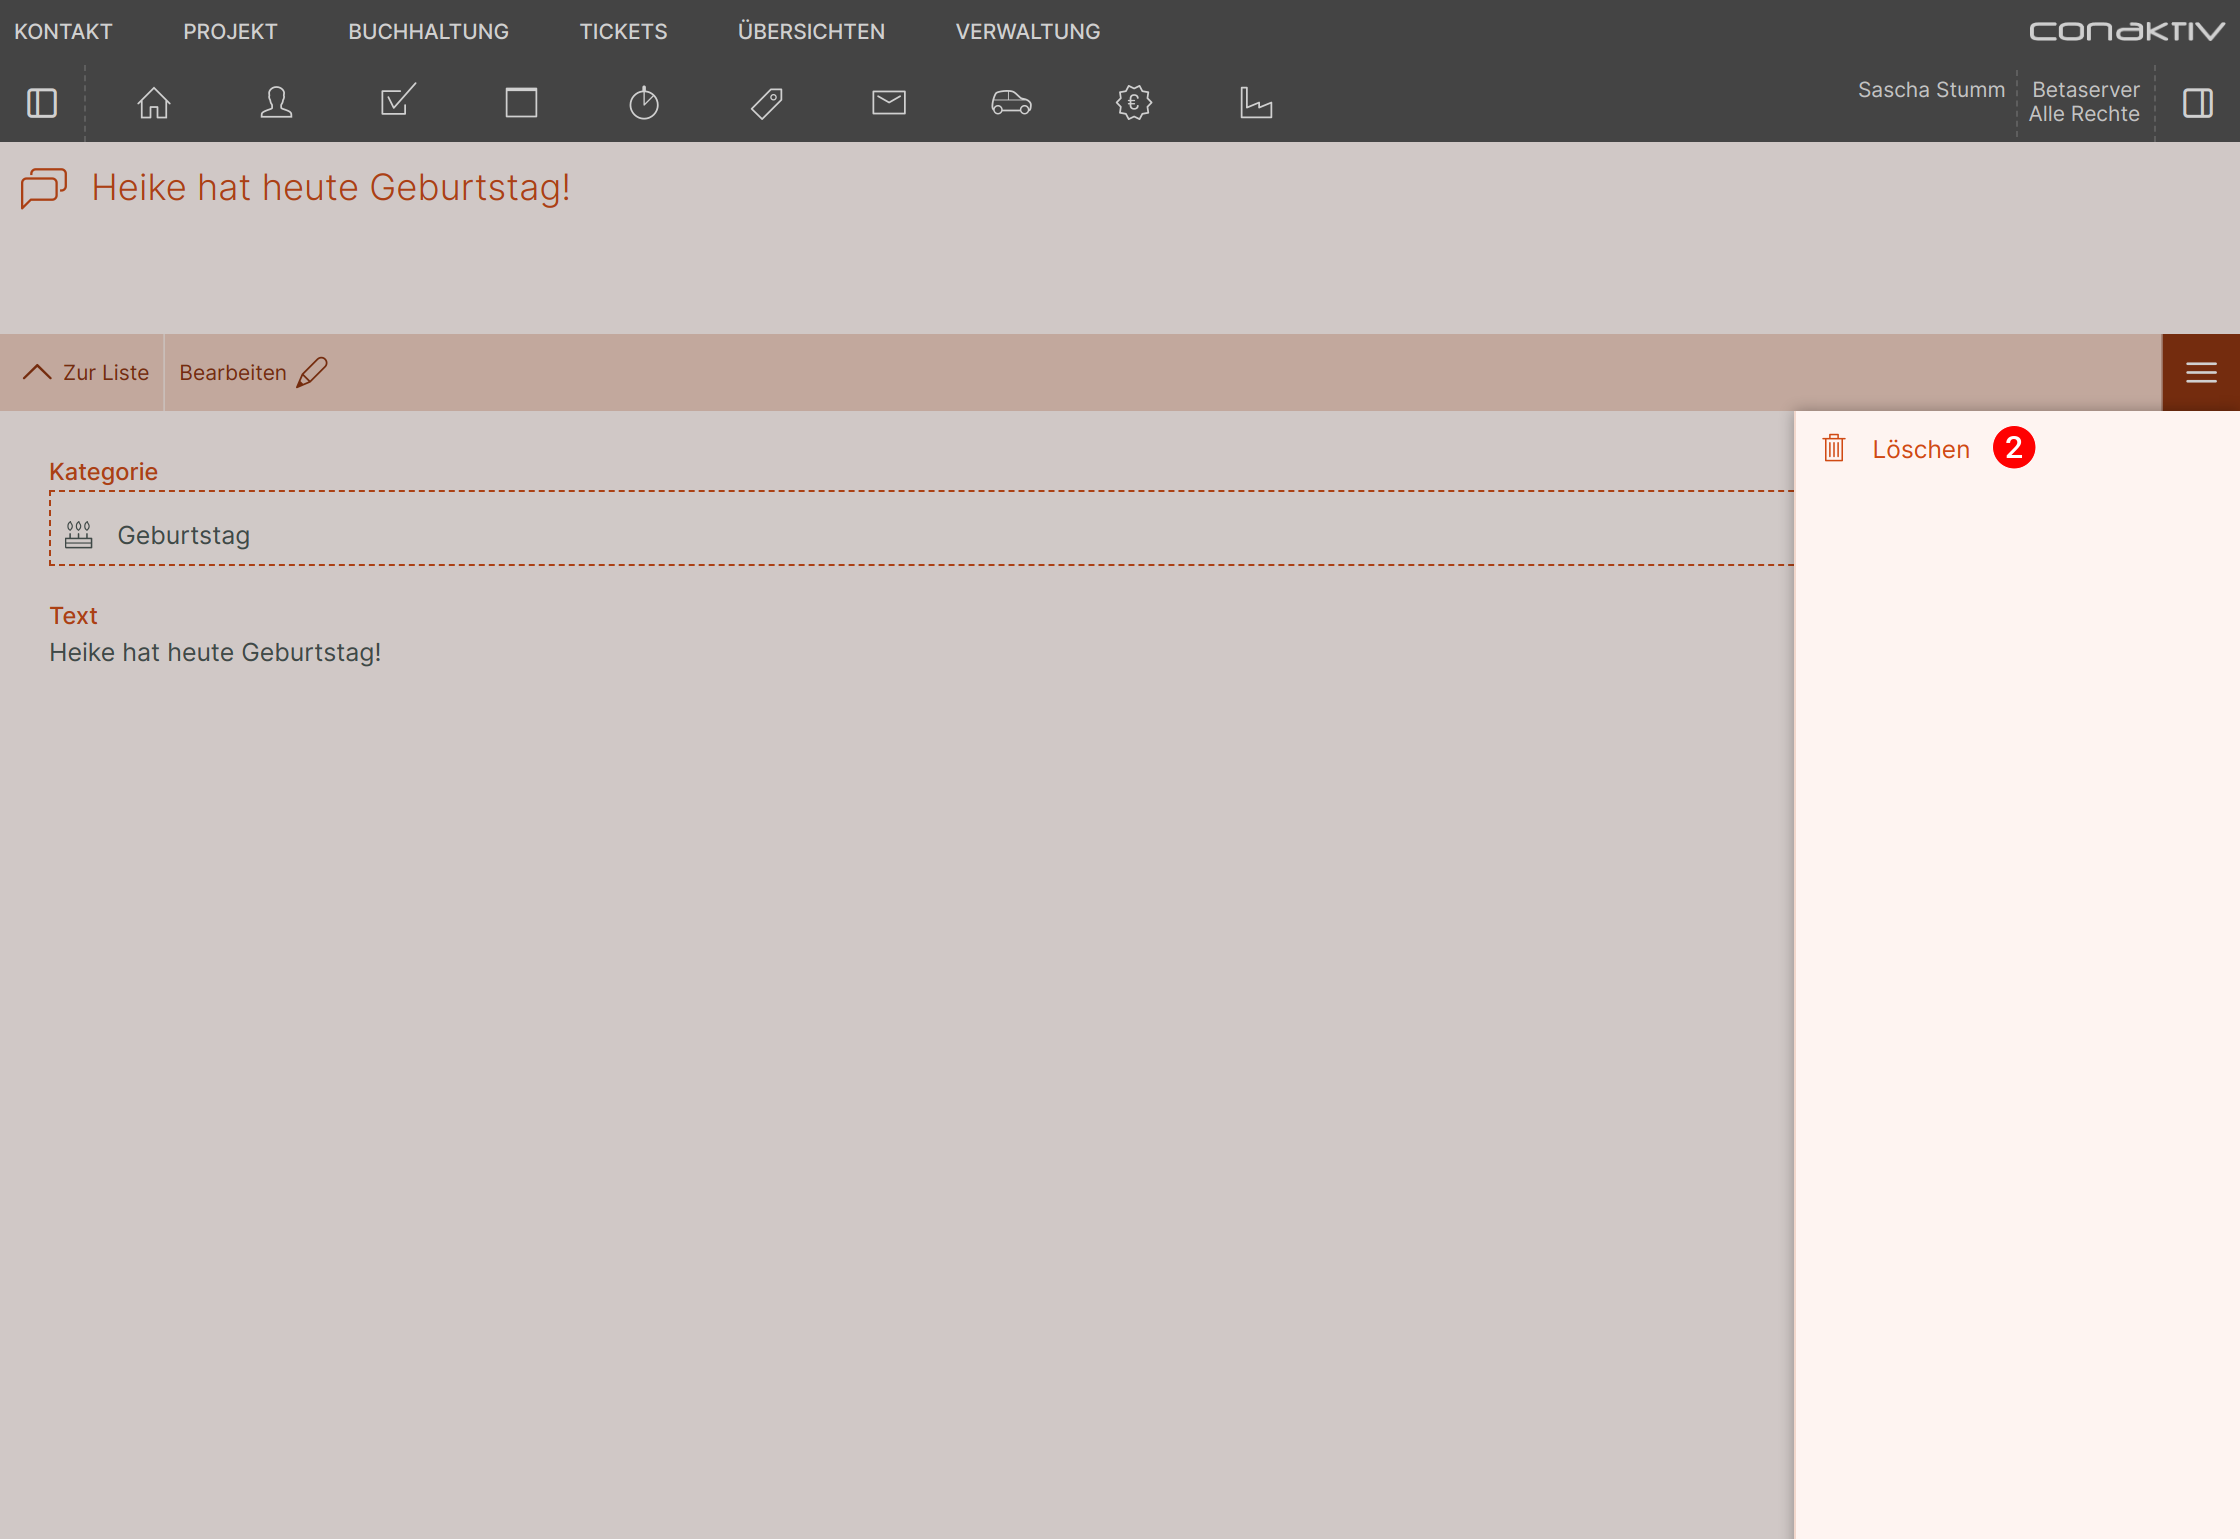 KONTAKT PROJEKT BUCHHALTUNG TICKETS ÜBERSICHTEN VERWALTUNG conaktiv
Sascha Stumm Betaserver
Alle Rechte
Heike hat heute Geburtstag!
Zur Liste Bearbeiten
Löschen 2
Kategorie
Geburtstag
Text
Heike hat heute Geburtstag!